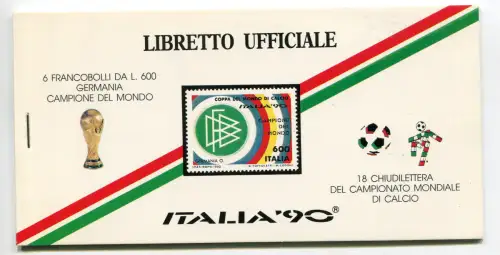 LIBRETTO UFFICIALE
6 FRANCOBOLLI DA L. 600
GERMANIA
CAMPIONE DEL MONDO
COPPA DEL MONDO DI CALCIO
ITALIA'90
CAMPIONE
DEL
MONDO
600
ITALIA
GERMANIA O.
18 CHIUDILETTERA
DEL CAMPIONATO MONDIALE
DI CALCIO
ITALIA'90®